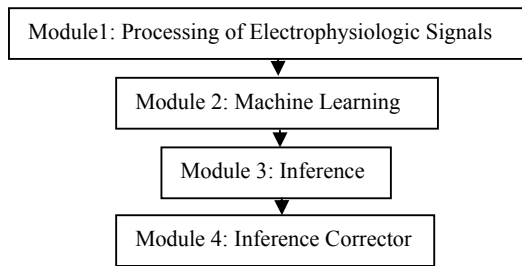 Module1: Processing of Electrophysiologic Signals
Module 2: Machine Learning
Module 3: Inference
Module 4: Inference Corrector